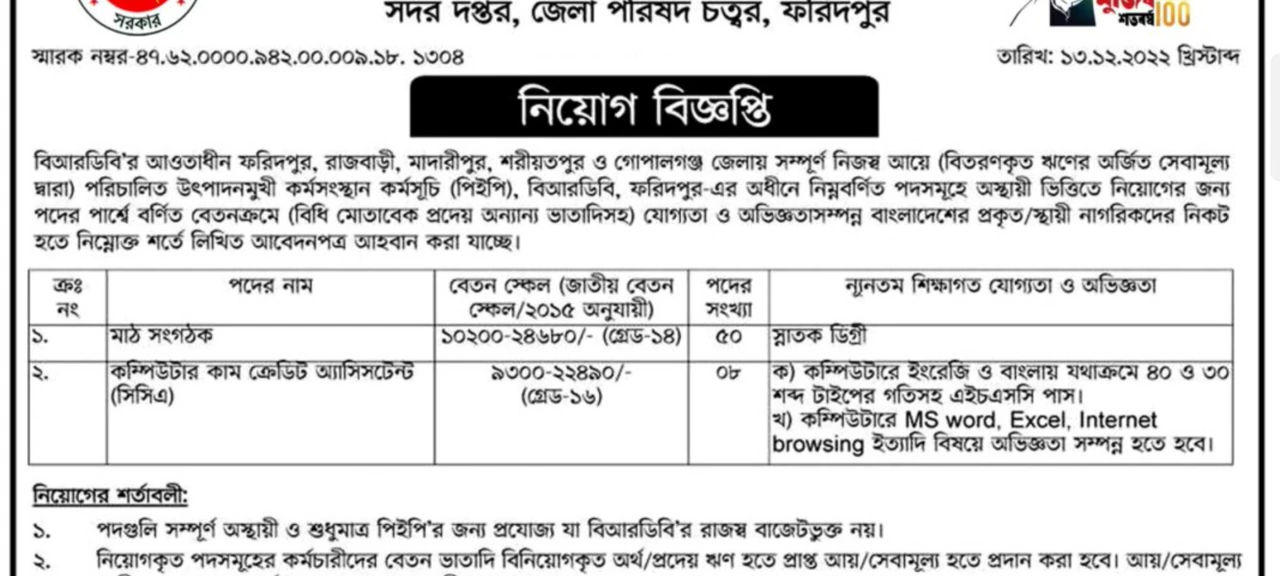 সরকার
সদর দপ্তর, জেলা পরিষদ চত্বর, ফরিদপুর
শতবর্ষ 100
স্মারক নম্বর-৪৭.৬২.০০০০.৯৪২.০০.০০৯.১৮. ১৩০৪
তারিখ: ১৩.১২.২০২২ খ্রিস্টাব্দ
নিয়োগ বিজ্ঞপ্তি
বিআরডিবি'র আওতাধীন ফরিদপুর, রাজবাড়ী, মাদারীপুর, শরীয়তপুর ও গোপালগঞ্জ জেলায় সম্পূর্ণ নিজস্ব আয়ে (বিতরণকৃত ঋণের অর্জিত সেবামূল্য
দ্বারা) পরিচালিত উৎপাদনমুখী কর্মসংস্থান কর্মসূচি (পিইপি), বিআরডিবি, ফরিদপুর-এর অধীনে নিম্নবর্ণিত পদসমূহে অস্থায়ী ভিত্তিতে নিয়োগের জন্য
পদের পার্শ্বে বর্ণিত বেতনক্রমে (বিধি মোতাবেক প্রদেয় অন্যান্য ভাতাদিসহ) যোগ্যতা ও অভিজ্ঞতাসম্পন্ন বাংলাদেশের প্রকৃত/স্থায়ী নাগরিকদের নিকট
হতে নিম্নোক্ত শর্তে লিখিত আবেদনপত্র আহবান করা যাচ্ছে।
ক্রঃ নং পদের নাম বেতন স্কেল (জাতীয় বেতন স্কেল/২০১৫ অনুযায়ী) পদের সংখ্যা ন্যূনতম শিক্ষাগত যোগ্যতা ও অভিজ্ঞতা
১. মাঠ সংগঠক ১০২০০-২৪৬৮০/- (গ্রেড-১৪) ৫০ স্নাতক ডিগ্রী
২. কম্পিউটার কাম ক্রেডিট অ্যাসিসটেন্ট (সিসিএ) ৯৩০০-২২৪৯০/- (গ্রেড-১৬) ০৮ ক) কম্পিউটারে ইংরেজি ও বাংলায় যথাক্রমে ৪০ ও ৩০
শব্দ টাইপের গতিসহ এইচএসসি পাস।
খ) কম্পিউটারে MS word, Excel, Internet
browsing ইত্যাদি বিষয়ে অভিজ্ঞতা সম্পন্ন হতে হবে।
নিয়োগের শর্তাবলী:
১. পদগুলি সম্পূর্ণ অস্থায়ী ও শুধুমাত্র পিইপি'র জন্য প্রযোজ্য যা বিআরডিবি'র রাজস্ব বাজেটভুক্ত নয়।
২. নিয়োগকৃত পদসমূহের কর্মচারীদের বেতন ভাতাদি বিনিয়োগকৃত অর্থ/প্রদেয় ঋণ হতে প্রাপ্ত আয়/সেবামূল্য হতে প্রদান করা হবে। আয়/সেবামূল্য